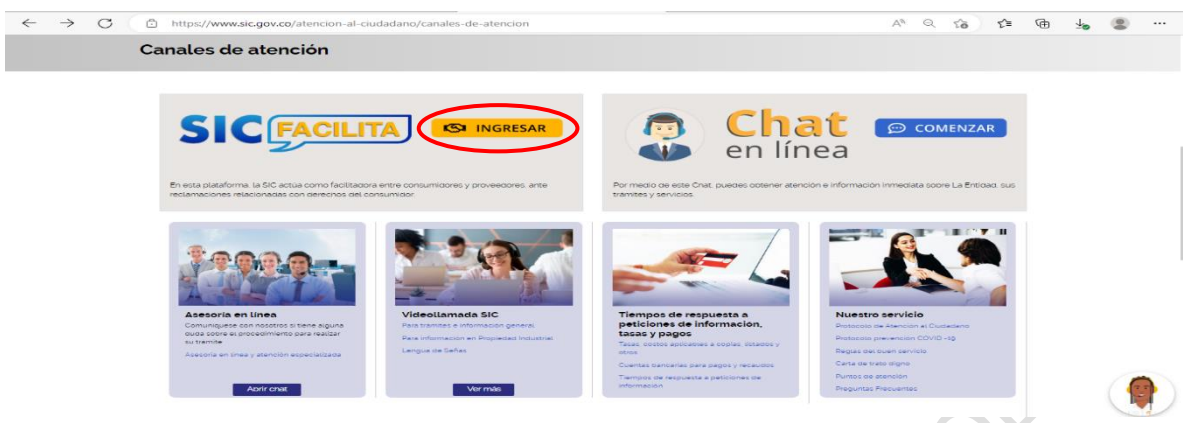 https://www.sic.gov.co/atencion-al-ciudadano/canales-de-atencion
Canales de atención
SIC FACILITA
INGRESAR
En esta plataforma, la SIC actúa como facilitadora entre consumidores y proveedores, ante
reclamaciones relacionadas con derechos del consumidor.
Chat
en línea
COMENZAR
Por medio de este Chat, puedes obtener atención e información inmediata sobre La Entidad, sus
trámites y servicios.
Asesoría en línea
Comuníquese con nosotros si tiene alguna
duda sobre el procedimiento para realizar
su trámite
Asesoría en línea y atención especializada
Abrir chat
Videollamada SIC
Para trámites e información general
Para información en Propiedad Industrial
Lengua de Señas
Ver más
Tiempos de respuesta a
peticiones de información,
tasas y pagos
Tasas, costos aplicables a copias, listados y
otros
Cuentas bancarias para pagos y recaudos
Tiempos de respuesta a peticiones de
información
Nuestro servicio
Protocolo de Atención al Ciudadano
Protocolo prevención COVID -19
Reglas del buen servicio
Carta de trato digno
Puntos de atención
Preguntas Frecuentes